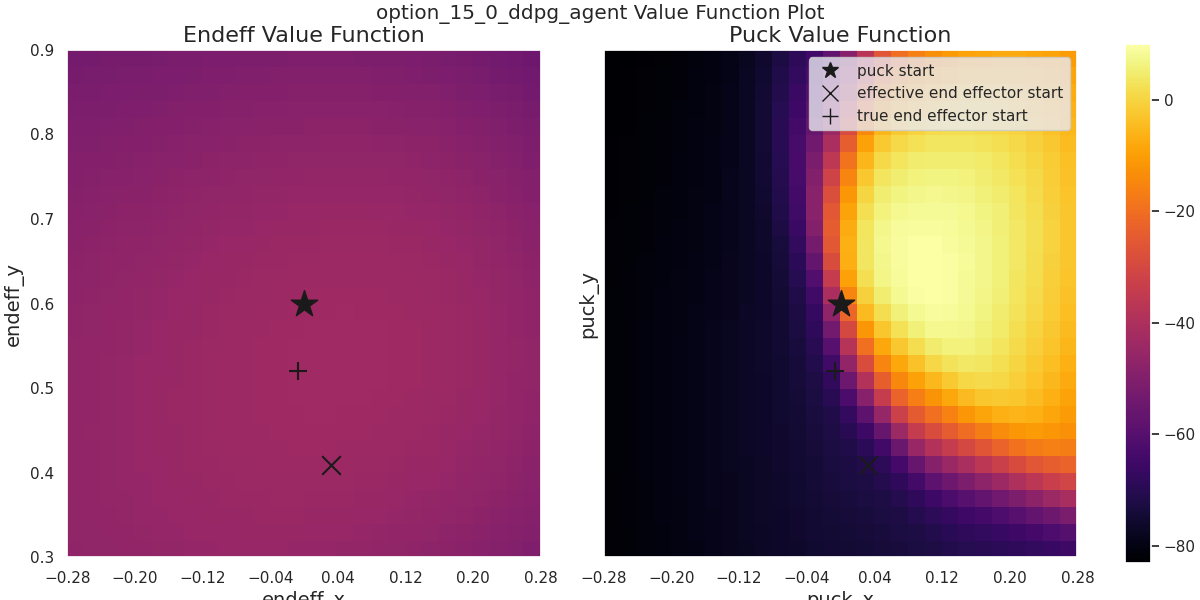 option_15_0_ddpg_agent Value Function Plot
Endeff Value Function
Puck Value Function
puck start
effective end effector start
true end effector start
endeff_y
0.9
0.8
0.7
0.6
0.5
0.4
0.3
−0.28 −0.20 −0.12 −0.04 0.04 0.12 0.20 0.28
endeff_x
puck_y
−0.28 −0.20 −0.12 −0.04 0.04 0.12 0.20 0.28
puck_x
0
−20
−40
−60
−80